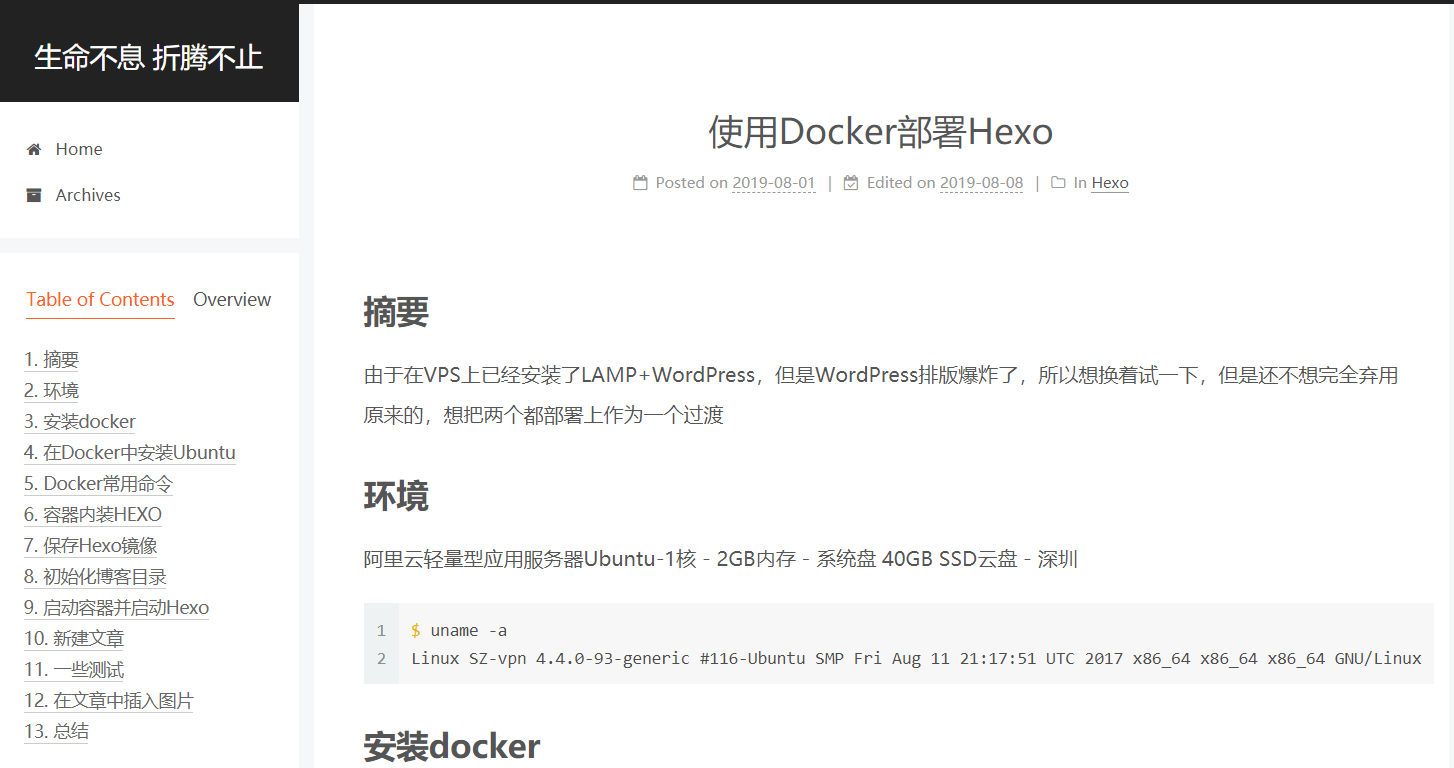 生命不息 折腾不止
Home
Archives
Table of Contents Overview
1. 摘要
2. 环境
3. 安装docker
4. 在Docker中安装Ubuntu
5. Docker常用命令
6. 容器内装HEXO
7. 保存Hexo镜像
8. 初始化博客目录
9. 启动容器并启动Hexo
10. 新建文章
11. 一些测试
12. 在文章中插入图片
13. 总结
使用Docker部署Hexo
Posted on 2019-08-01 | Edited on 2019-08-08 | In Hexo
摘要
由于在VPS上已经安装了LAMP+WordPress，但是WordPress排版爆炸了，所以想换着试一下，但是还不想完全弃用
原来的，想把两个都部署上作为一个过渡
环境
阿里云轻量型应用服务器Ubuntu-1核 - 2GB内存 - 系统盘 40GB SSD云盘 - 深圳
1 $ uname -a
2 Linux SZ-vpn 4.4.0-93-generic #116-Ubuntu SMP Fri Aug 11 21:17:51 UTC 2017 x86_64 x86_64 x86_64 GNU/Linux
安装docker